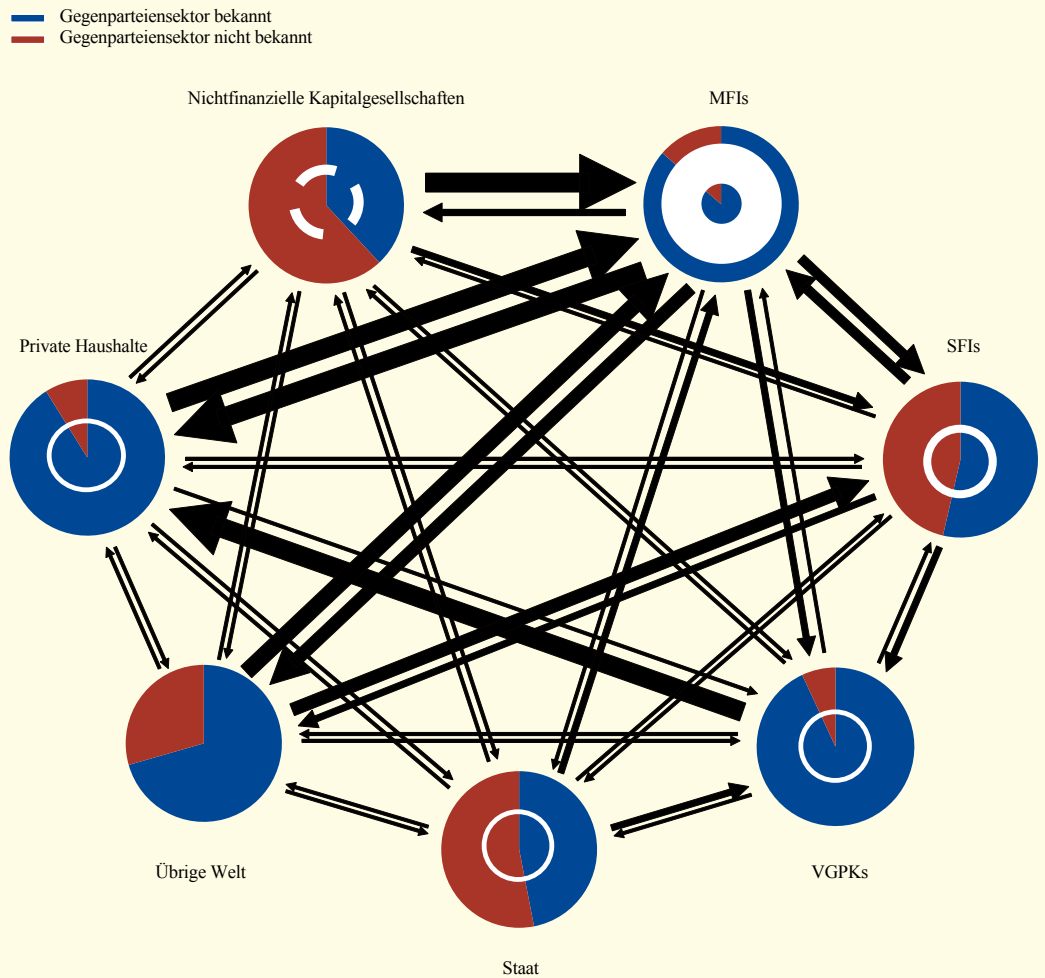 Gegenparteiensektor bekannt
Gegenparteiensektor nicht bekannt
Nichtfinanzielle Kapitalgesellschaften
MFIs
Private Haushalte
SFIs
Übrige Welt
VGPKs
Staat